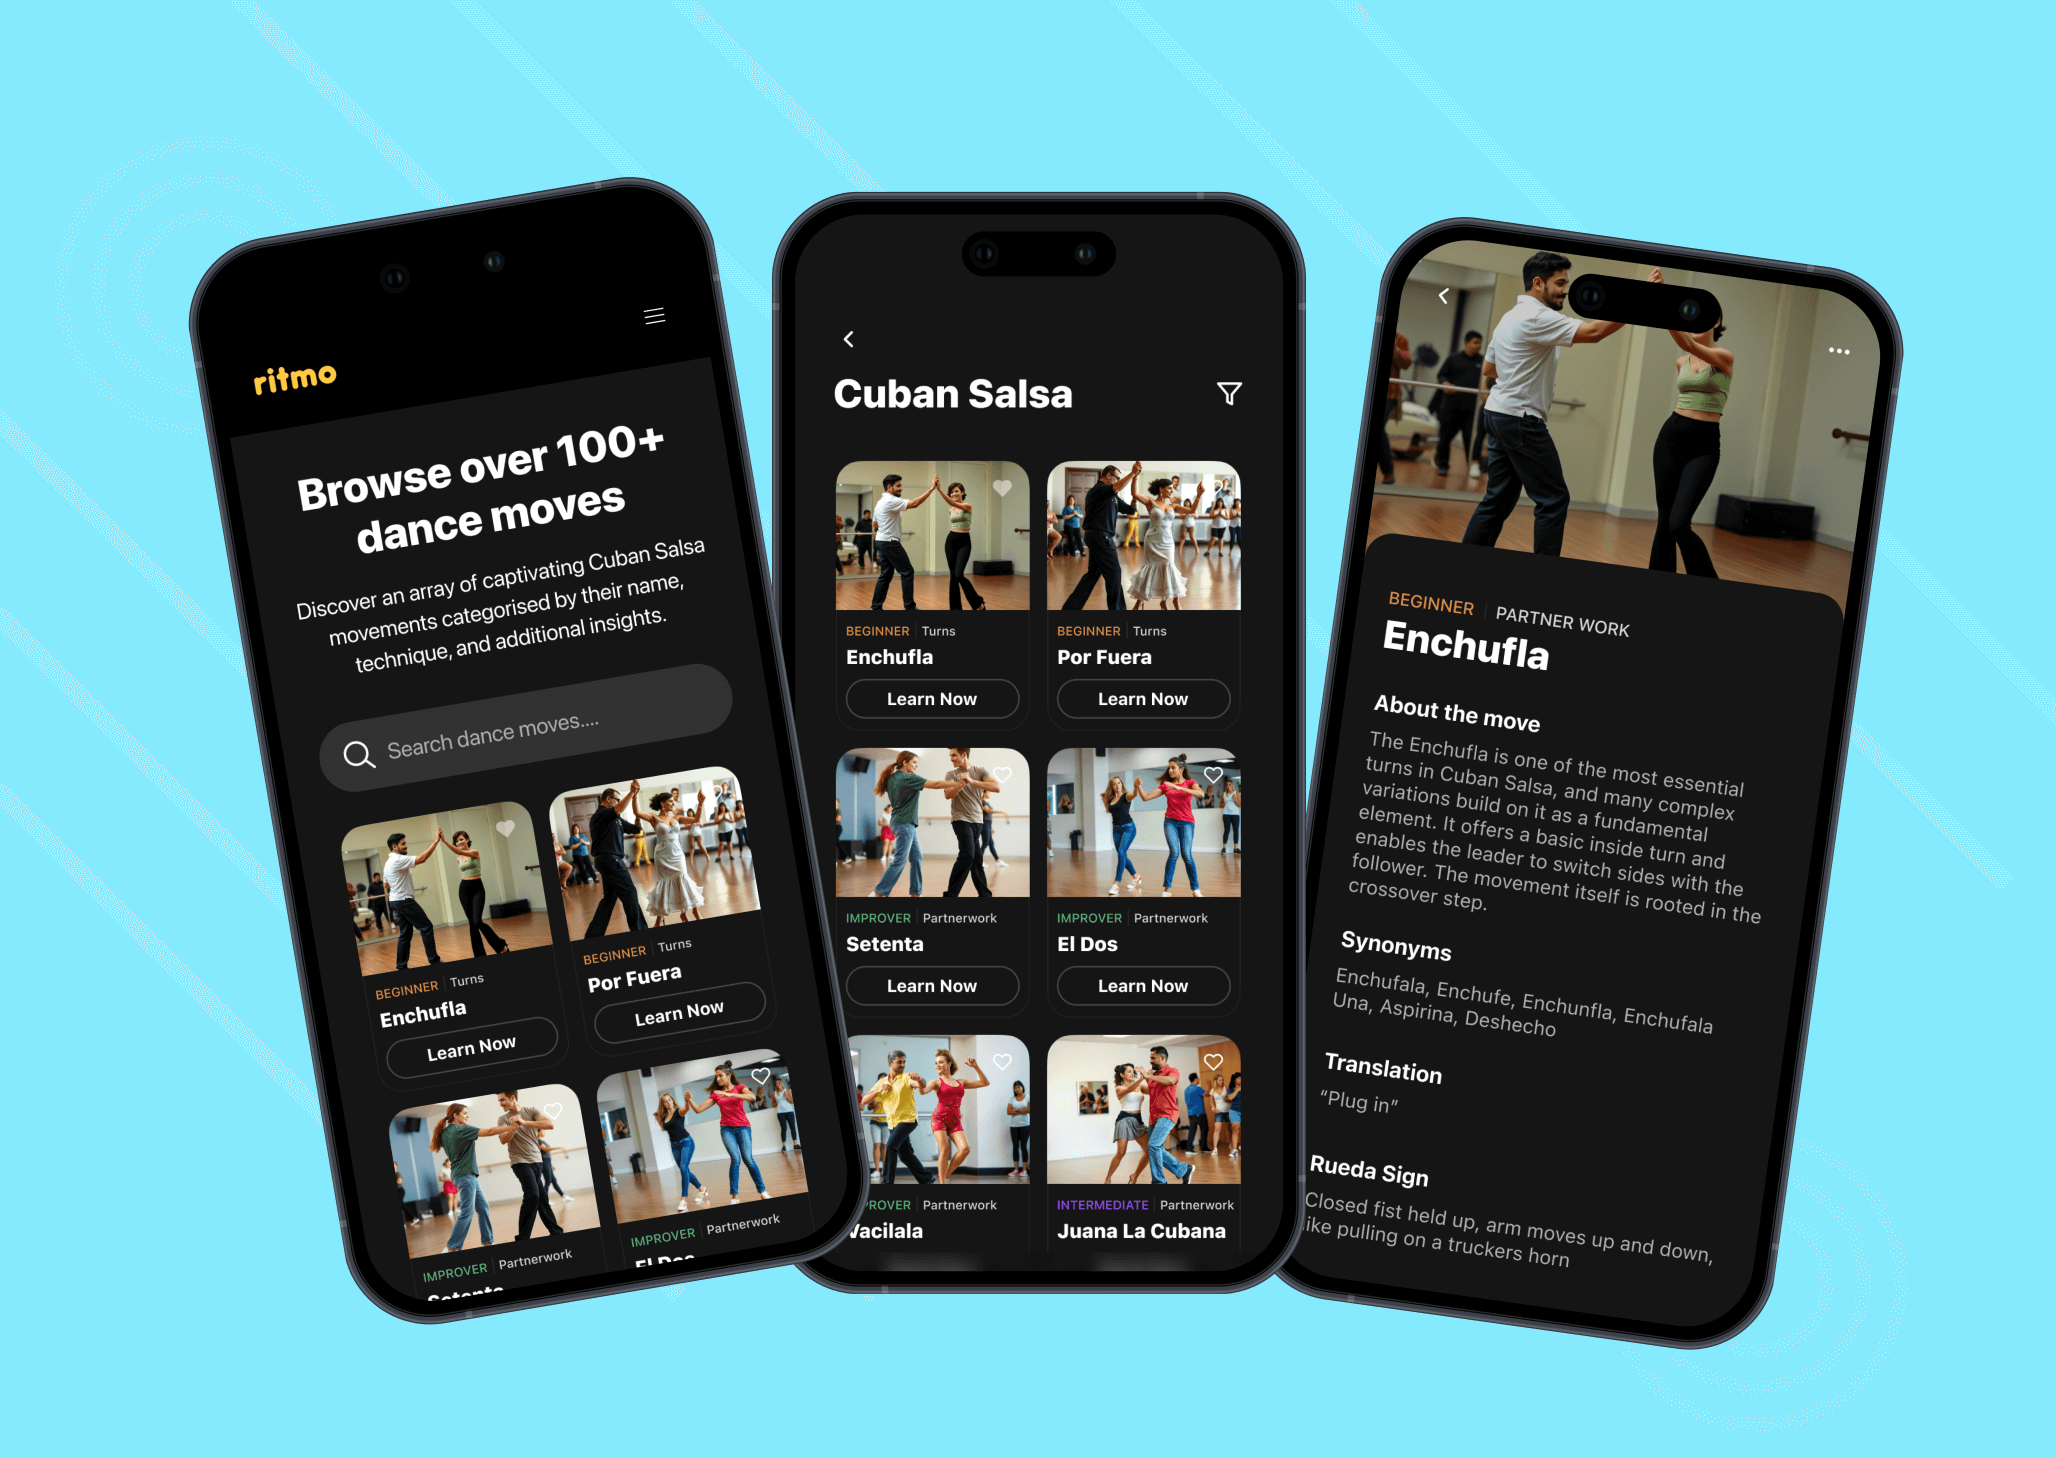 ritmo
Browse over 100+
dance moves
Discover an array of captivating Cuban Salsa
movements categorised by their name,
technique, and additional insights.
Search dance moves....
BEGINNER | Turns
Enchufla
Learn Now
BEGINNER | Turns
Por Fuera
Learn Now
IMPROVER | Partnerwork
Setenta
IMPROVER | Partnerwork
El Dos
Cuban Salsa
BEGINNER | Turns
Enchufla
Learn Now
BEGINNER | Turns
Por Fuera
Learn Now
IMPROVER | Partnerwork
Setenta
Learn Now
IMPROVER | Partnerwork
El Dos
Learn Now
PROVER | Partnerwork
Vacilala
INTERMEDIATE | Partnerwork
Juana La Cubana
BEGINNER | PARTNER WORK
Enchufla
About the move
The Enchufla is one of the most essential
turns in Cuban Salsa, and many complex
variations build on it as a fundamental
element. It offers a basic inside turn and
enables the leader to switch sides with the
follower. The movement itself is rooted in the
crossover step.
Synonyms
Enchufala, Enchufe, Enchunfla, Enchufala
Una, Aspirina, Deshecho
Translation
“Plug in”
Rueda Sign
Closed fist held up, arm moves up and down,
like pulling on a truckers horn